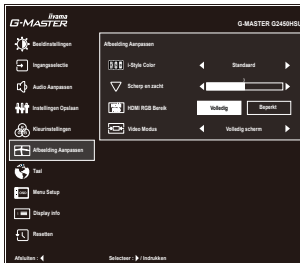 iiyama
G-MASTER
G-MASTER G2450HSU
Beeldinstellingen
Afbeelding Aanpassen
Ingangsselectie
i-Style Color
Standaard
Audio Aanpassen
Scherp en zacht
Instellingen Opslaan
HDMI RGB Bereik
Volledig
Beperkt
Kleurinstellingen
Video Modus
Volledig scherm
Afbeelding Aanpassen
Taal
Menu Setup
Display info
Resetten
Afsluiten :
Selecteer : / Indrukken